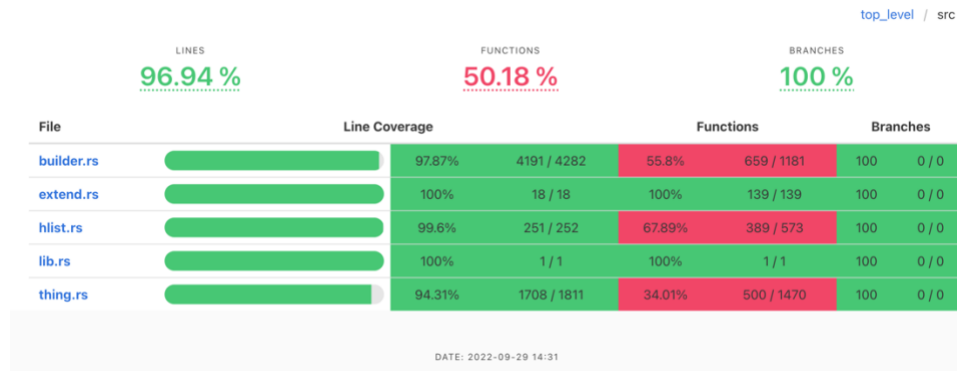 top_level / src
LINES FUNCTIONS BRANCHES
96.94 % 50.18 % 100 %
File Line Coverage Functions Branches
builder.rs 97.87% 4191 / 4282 55.8% 659 / 1181 100 0 / 0
extend.rs 100% 18 / 18 100% 139 / 139 100 0 / 0
hlist.rs 99.6% 251 / 252 67.89% 389 / 573 100 0 / 0
lib.rs 100% 1 / 1 100% 1 / 1 100 0 / 0
thing.rs 94.31% 1708 / 1811 34.01% 500 / 1470 100 0 / 0
DATE: 2022-09-29 14:31